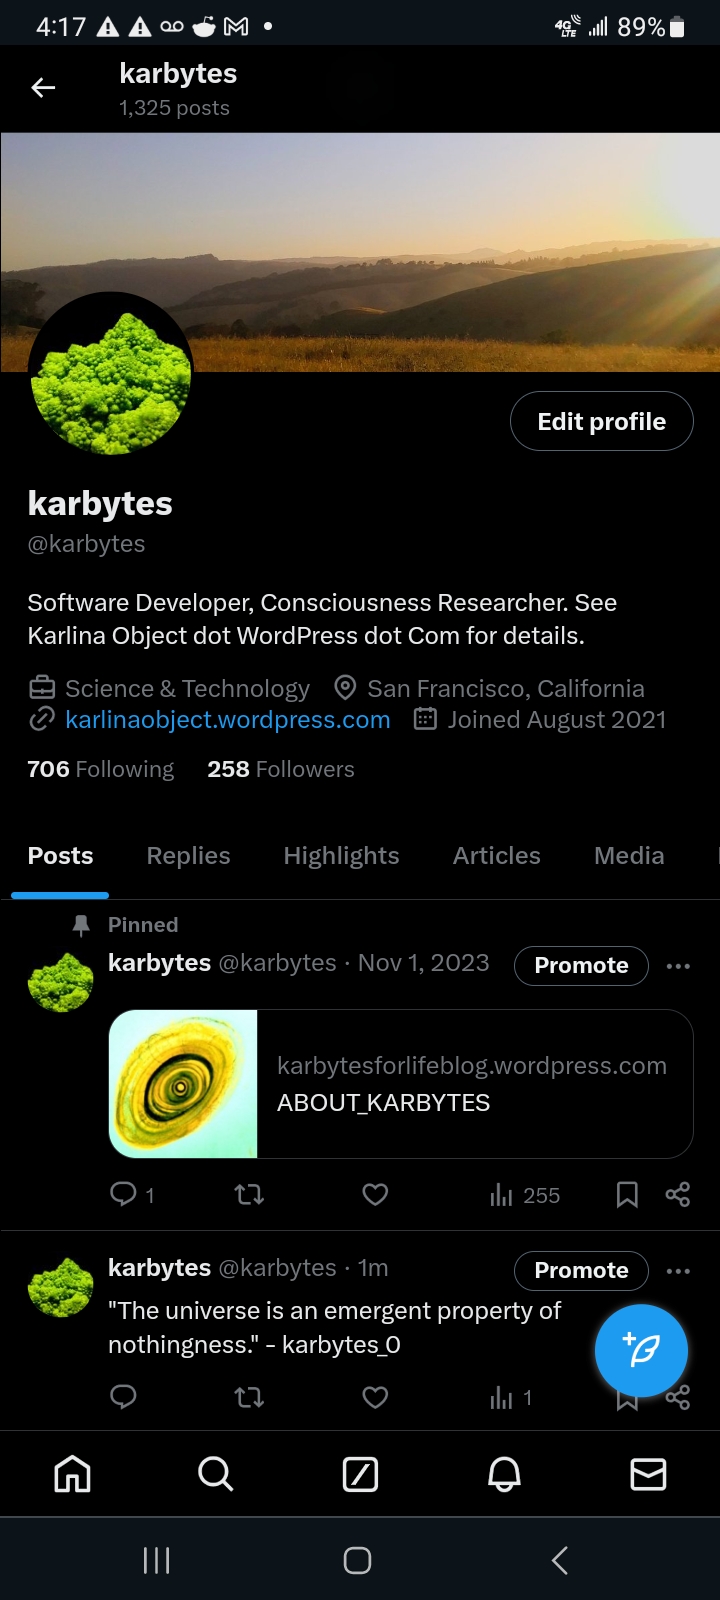 4:17
4G LTE 89%
karbytes
1,325 posts
Edit profile
karbytes
@karbytes
Software Developer, Consciousness Researcher. See
Karlina Object dot WordPress dot Com for details.
Science & Technology San Francisco, California
karlinaobject.wordpress.com Joined August 2021
706 Following 258 Followers
Posts Replies Highlights Articles Media
Pinned
karbytes @karbytes · Nov 1, 2023 Promote
karbytesforlifeblog.wordpress.com
ABOUT_KARBYTES
1 255
karbytes @karbytes · 1m Promote
"The universe is an emergent property of
nothingness." - karbytes_0
1